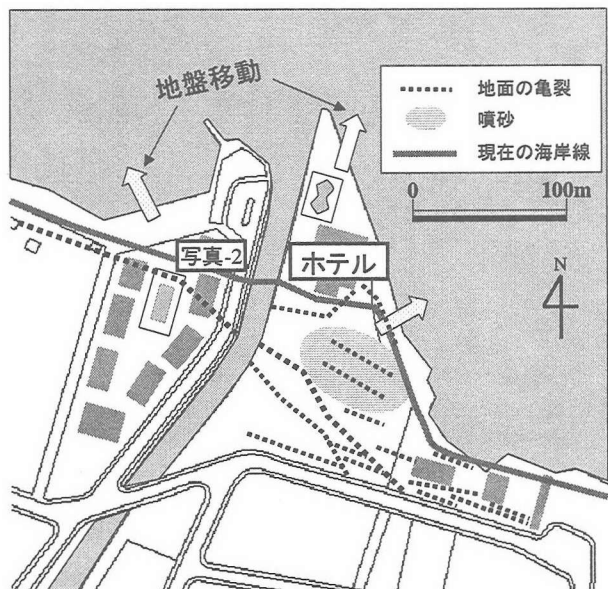 地盤移動
地面の亀裂
噴砂
現在の海岸線
0 100m
N
写真-2
ホテル